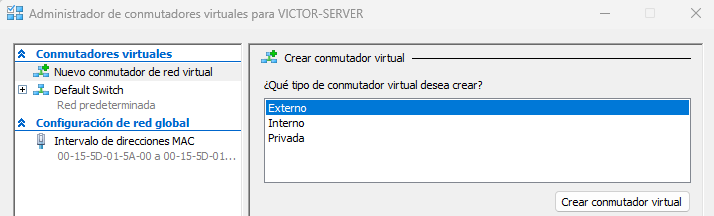 Administrador de conmutadores virtuales para VICTOR-SERVER
Conmutadores virtuales
Nuevo conmutador de red virtual
Default Switch
Red predeterminada
Configuración de red global
Intervalo de direcciones MAC
00-15-5D-01-5A-00 a 00-15-5D-01...
Crear conmutador virtual
¿Qué tipo de conmutador virtual desea crear?
Externo
Interno
Privada
Crear conmutador virtual